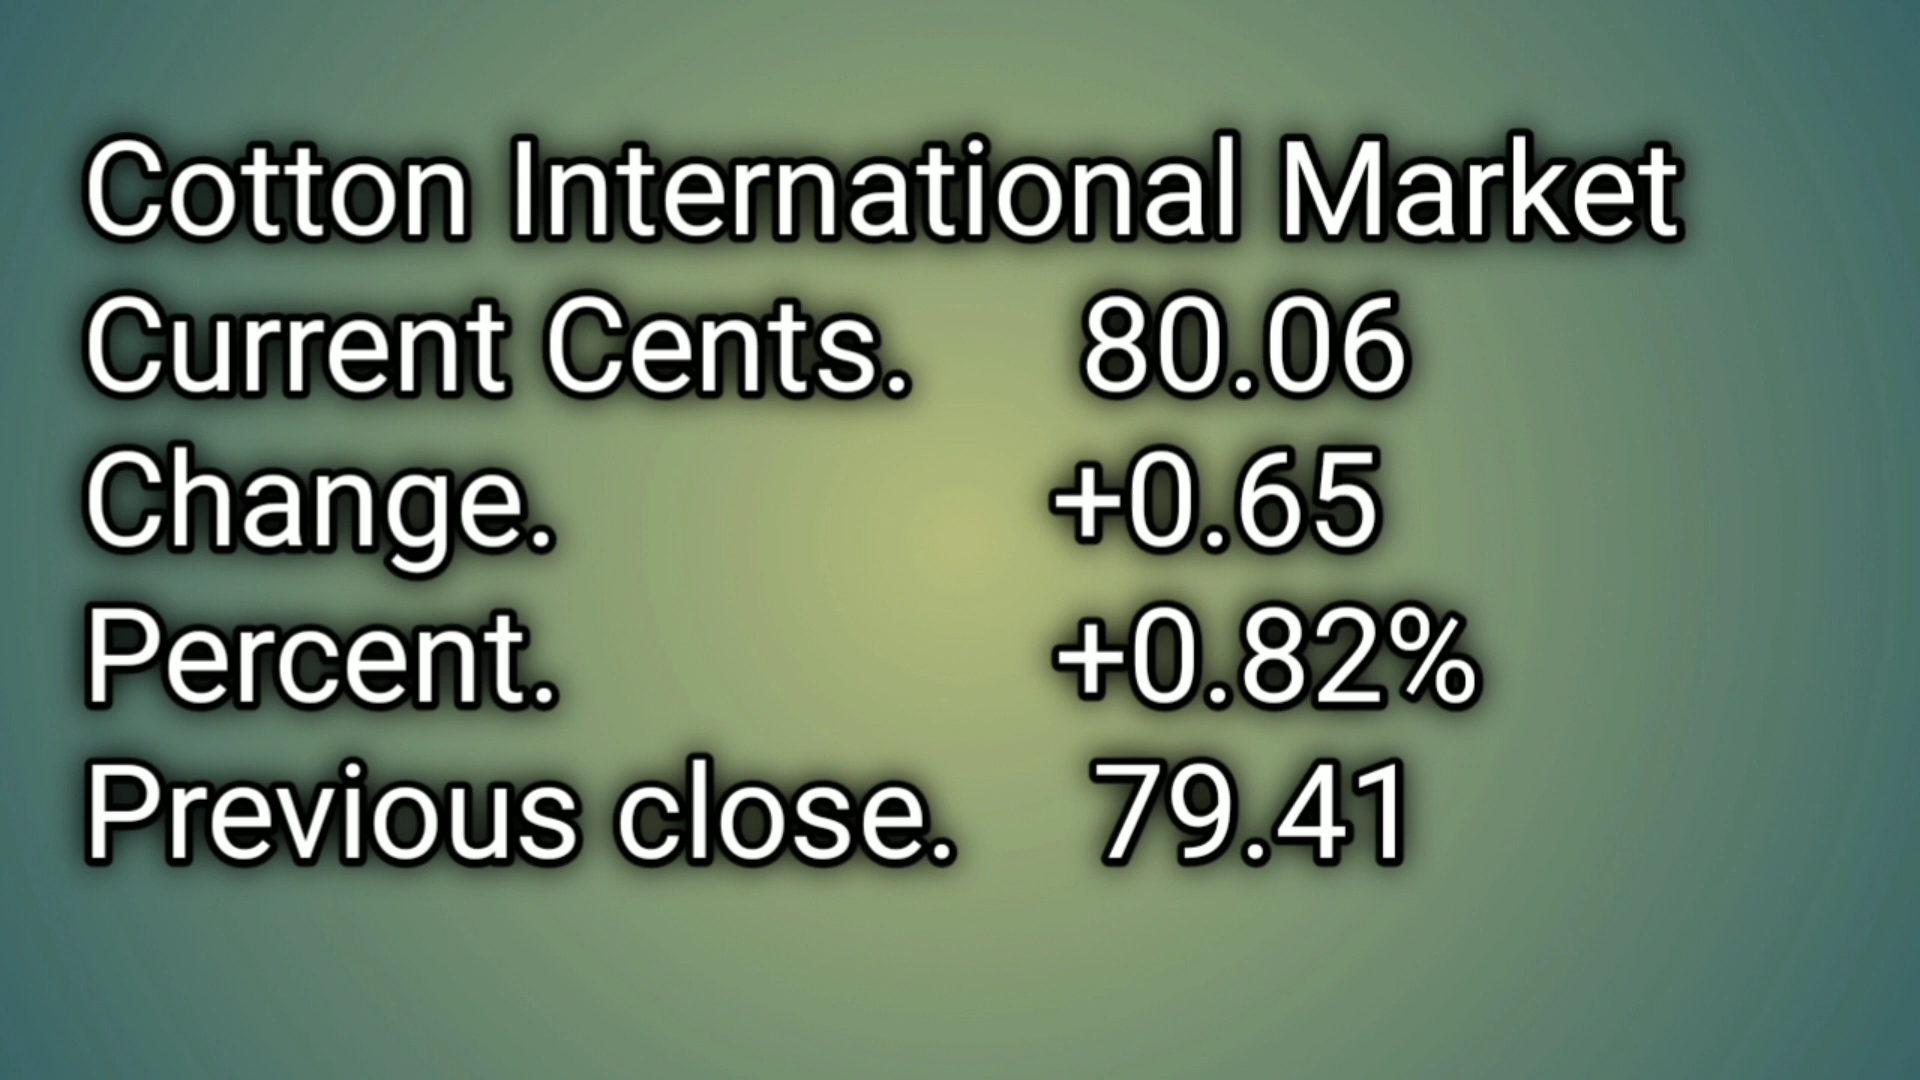 Cotton International Market
Current Cents. 80.06
Change. +0.65
Percent. +0.82%
Previous close. 79.41